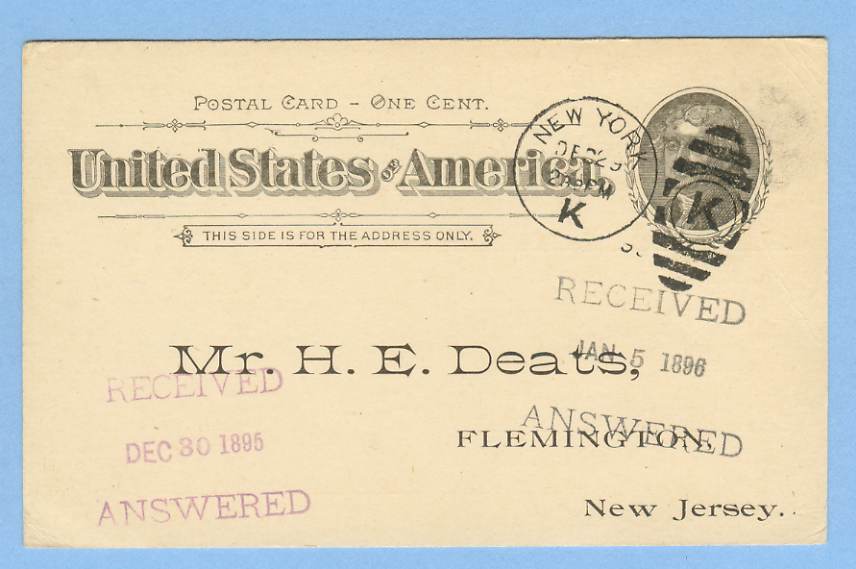 POSTAL CARD - ONE CENT.
United States of America.
THIS SIDE IS FOR THE ADDRESS ONLY.
NEW YORK
K
K
RECEIVED
JAN 5 1896
ANSWERED
Mr. H. E. Deats,
FLEMINGTON,
New Jersey.
RECEIVED
DEC 30 1895
ANSWERED